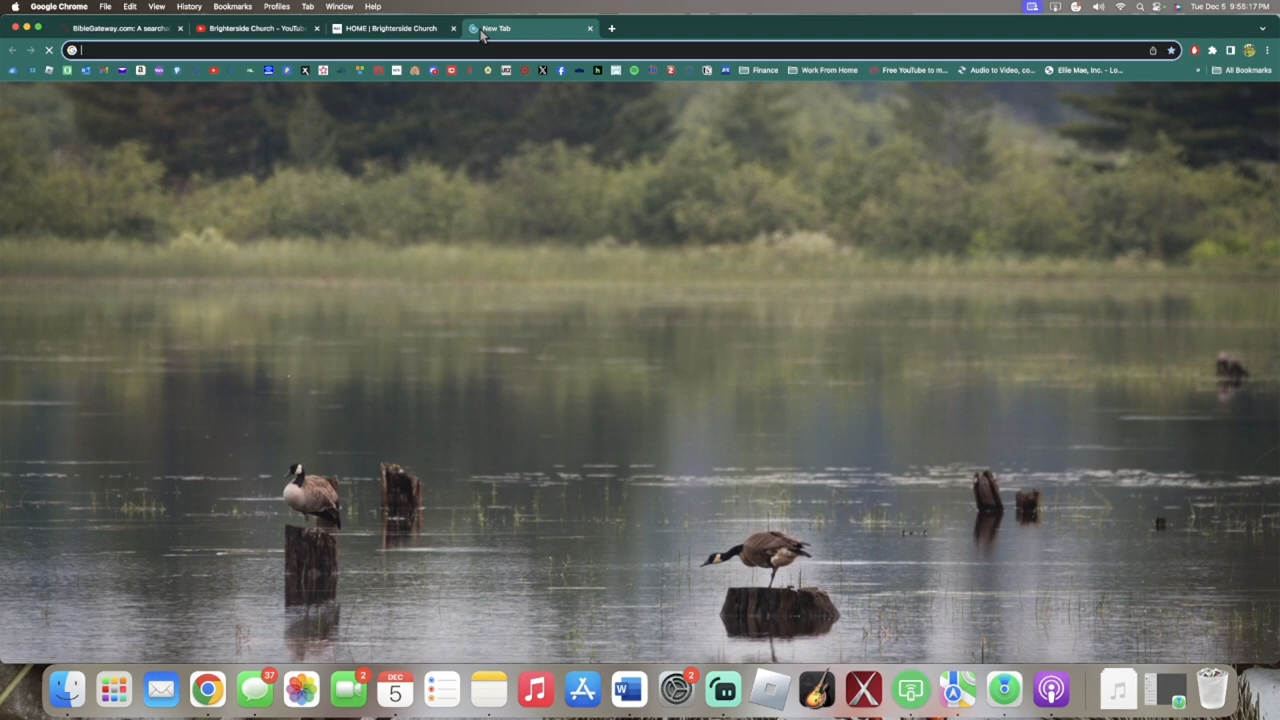 Google Chrome File Edit View History Bookmarks Profiles Tab Window Help Tue Dec 5 9:55:17 PM
BibleGateway.com: A searcha Brighterside Church - YouTube HOME | Brighterside Church New Tab
Finance Work From Home Free YouTube to m... Audio to Video, co... Ellie Mae, Inc. - Lo... » All Bookmarks
37 2 DEC 5 2